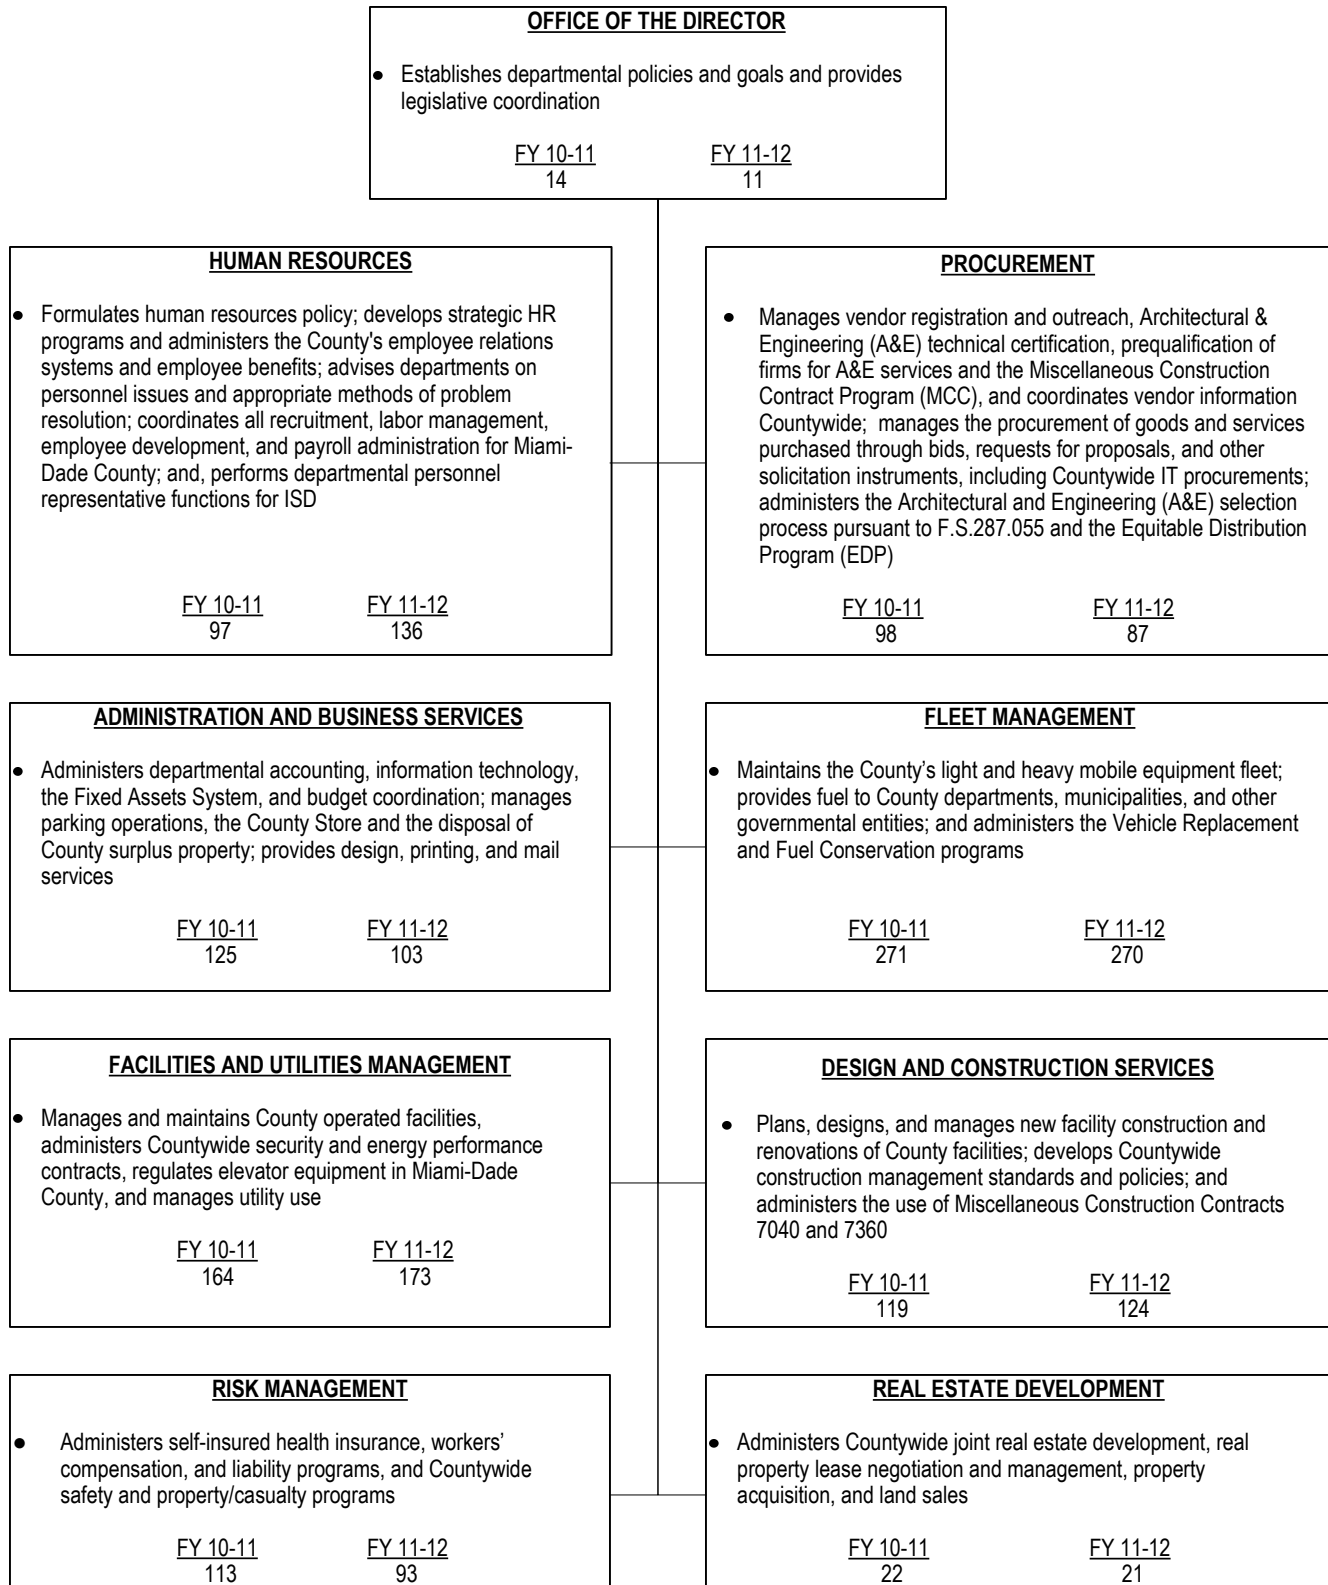 OFFICE OF THE DIRECTOR
● Establishes departmental policies and goals and provides
legislative coordination
FY 10-11 FY 11-12
14 11
HUMAN RESOURCES
● Formulates human resources policy; develops strategic HR
programs and administers the County's employee relations
systems and employee benefits; advises departments on
personnel issues and appropriate methods of problem
resolution; coordinates all recruitment, labor management,
employee development, and payroll administration for Miami-
Dade County; and, performs departmental personnel
representative functions for ISD
FY 10-11 FY 11-12
97 136
PROCUREMENT
● Manages vendor registration and outreach, Architectural &
Engineering (A&E) technical certification, prequalification of
firms for A&E services and the Miscellaneous Construction
Contract Program (MCC), and coordinates vendor information
Countywide; manages the procurement of goods and services
purchased through bids, requests for proposals, and other
solicitation instruments, including Countywide IT procurements;
administers the Architectural and Engineering (A&E) selection
process pursuant to F.S.287.055 and the Equitable Distribution
Program (EDP)
FY 10-11 FY 11-12
98 87
ADMINISTRATION AND BUSINESS SERVICES
● Administers departmental accounting, information technology,
the Fixed Assets System, and budget coordination; manages
parking operations, the County Store and the disposal of
County surplus property; provides design, printing, and mail
services
FY 10-11 FY 11-12
125 103
FLEET MANAGEMENT
● Maintains the County’s light and heavy mobile equipment fleet;
provides fuel to County departments, municipalities, and other
governmental entities; and administers the Vehicle Replacement
and Fuel Conservation programs
FY 10-11 FY 11-12
271 270
FACILITIES AND UTILITIES MANAGEMENT
● Manages and maintains County operated facilities,
administers Countywide security and energy performance
contracts, regulates elevator equipment in Miami-Dade
County, and manages utility use
FY 10-11 FY 11-12
164 173
DESIGN AND CONSTRUCTION SERVICES
● Plans, designs, and manages new facility construction and
renovations of County facilities; develops Countywide
construction management standards and policies; and
administers the use of Miscellaneous Construction Contracts
7040 and 7360
FY 10-11 FY 11-12
119 124
RISK MANAGEMENT
● Administers self-insured health insurance, workers’
compensation, and liability programs, and Countywide
safety and property/casualty programs
FY 10-11 FY 11-12
113 93
REAL ESTATE DEVELOPMENT
● Administers Countywide joint real estate development, real
property lease negotiation and management, property
acquisition, and land sales
FY 10-11 FY 11-12
22 21